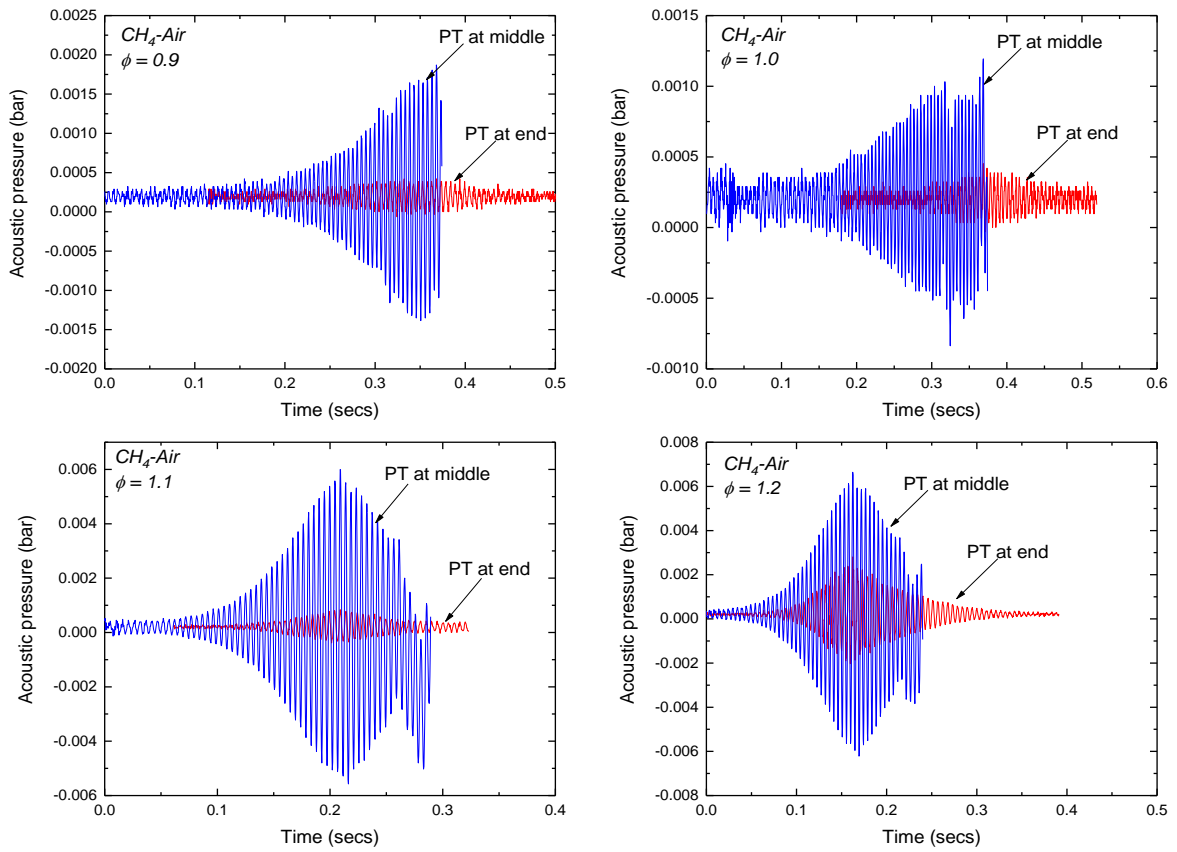 CH₄-Air
ϕ = 0.9
PT at middle
PT at end
0.0025
0.0020
0.0015
0.0010
0.0005
0.0000
-0.0005
-0.0010
-0.0015
-0.0020
Acoustic pressure (bar)
0.0 0.1 0.2 0.3 0.4 0.5
Time (secs)
CH₄-Air
ϕ = 1.0
PT at middle
PT at end
0.0015
0.0010
0.0005
0.0000
-0.0005
-0.0010
Acoustic pressure (bar)
0.0 0.1 0.2 0.3 0.4 0.5 0.6
Time (secs)
CH₄-Air
ϕ = 1.1
PT at middle
PT at end
0.006
0.004
0.002
0.000
-0.002
-0.004
-0.006
Acoustic pressure (bar)
0.0 0.1 0.2 0.3 0.4
Time (secs)
CH₄-Air
ϕ = 1.2
PT at middle
PT at end
0.008
0.006
0.004
0.002
0.000
-0.002
-0.004
-0.006
-0.008
Acoustic pressure (bar)
0.0 0.1 0.2 0.3 0.4 0.5
Time (secs)